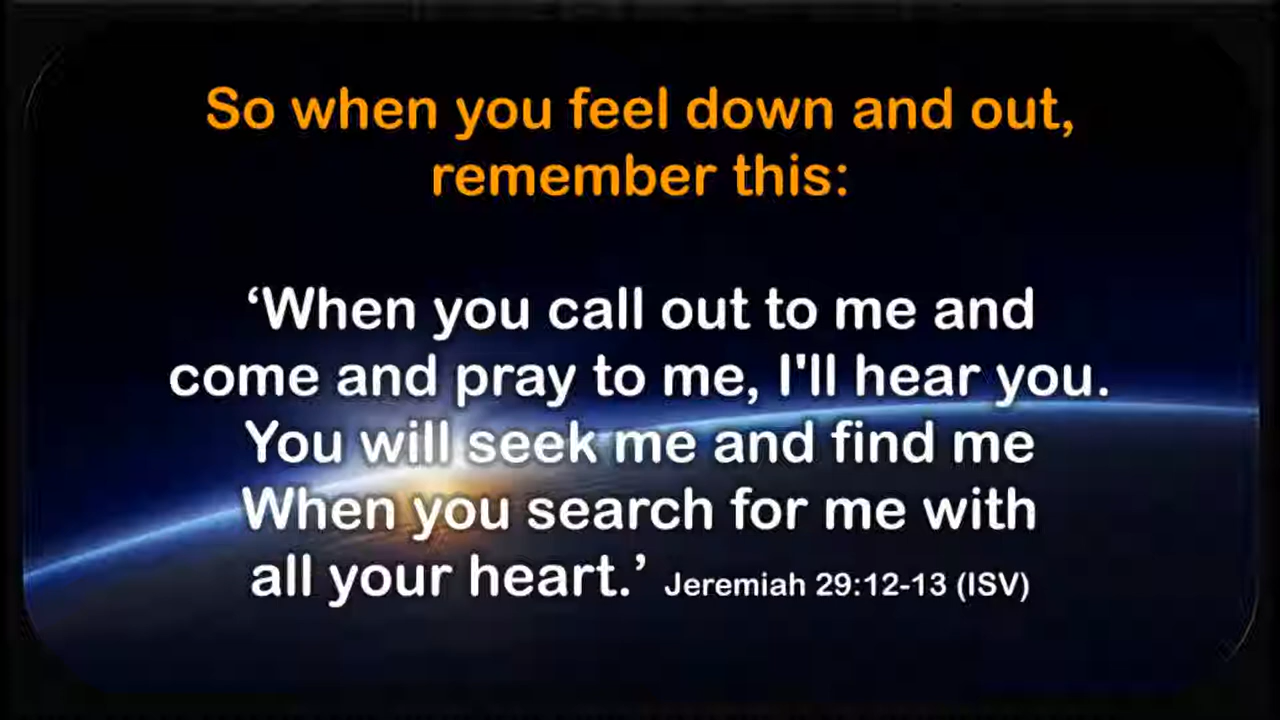 So when you feel down and out,
remember this:
‘When you call out to me and
come and pray to me, I'll hear you.
You will seek me and find me
When you search for me with
all your heart.’ Jeremiah 29:12-13 (ISV)